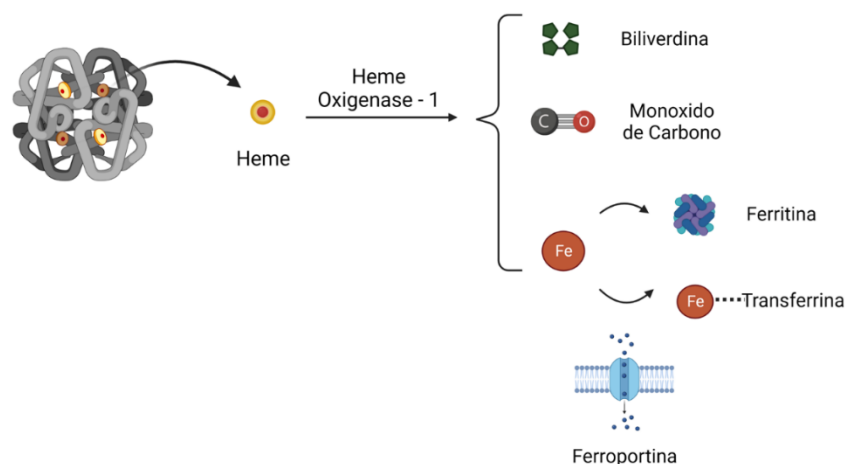 Heme
Heme
Oxigenase - 1
Biliverdina
C
O
Monoxido
de Carbono
Fe
Ferritina
Fe
Transferrina
Ferroportina